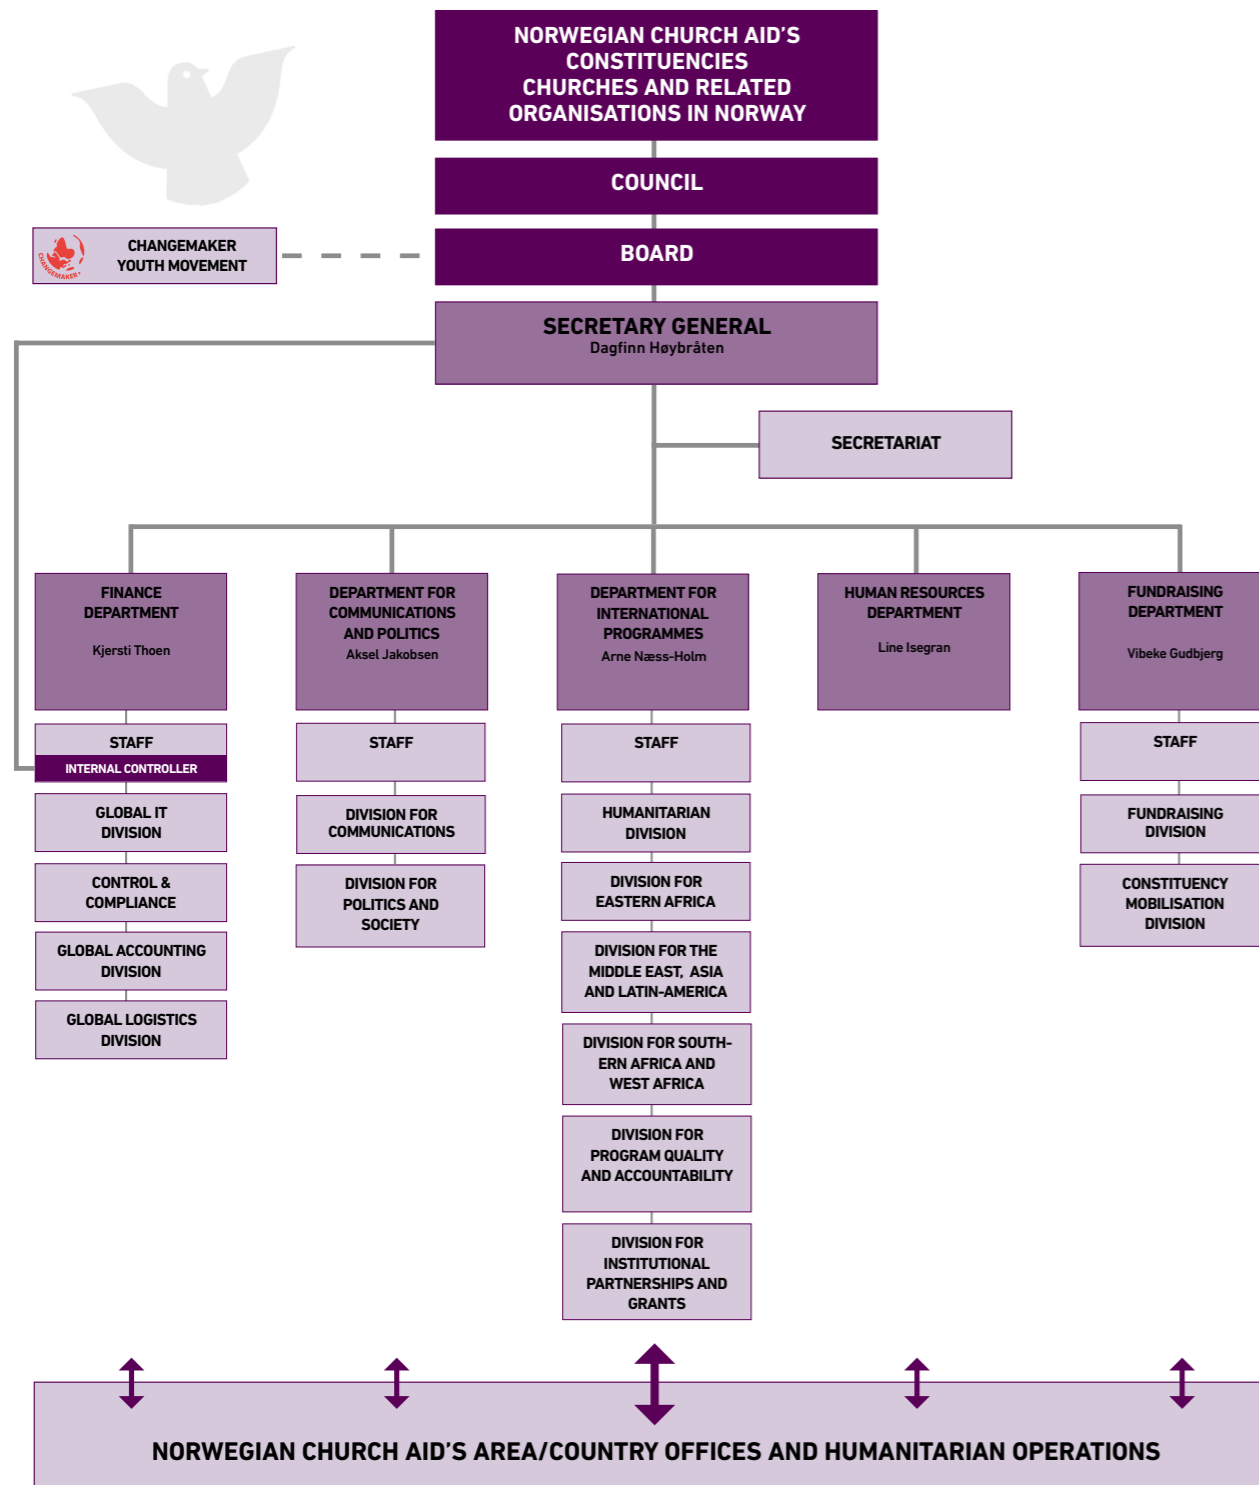 NORWEGIAN CHURCH AID'S
CONSTITUENCIES
CHURCHES AND RELATED
ORGANISATIONS IN NORWAY
COUNCIL
CHANGEMAKER
CHANGEMAKER
YOUTH MOVEMENT
BOARD
SECRETARY GENERAL
Dagfinn Høybråten
SECRETARIAT
FINANCE
DEPARTMENT
Kjersti Thoen
STAFF
INTERNAL CONTROLLER
GLOBAL IT
DIVISION
CONTROL &
COMPLIANCE
GLOBAL ACCOUNTING
DIVISION
GLOBAL LOGISTICS
DIVISION
DEPARTMENT FOR
COMMUNICATIONS
AND POLITICS
Aksel Jakobsen
STAFF
DIVISION FOR
COMMUNICATIONS
DIVISION FOR
POLITICS AND
SOCIETY
DEPARTMENT FOR
INTERNATIONAL
PROGRAMMES
Arne Næss-Holm
STAFF
HUMANITARIAN
DIVISION
DIVISION FOR
EASTERN AFRICA
DIVISION FOR THE
MIDDLE EAST, ASIA
AND LATIN-AMERICA
DIVISION FOR SOUTH-
ERN AFRICA AND
WEST AFRICA
DIVISION FOR
PROGRAM QUALITY
AND ACCOUNTABILITY
DIVISION FOR
INSTITUTIONAL
PARTNERSHIPS AND
GRANTS
HUMAN RESOURCES
DEPARTMENT
Line Isegran
FUNDRAISING
DEPARTMENT
Vibeke Gudbjerg
STAFF
FUNDRAISING
DIVISION
CONSTITUENCY
MOBILISATION
DIVISION
NORWEGIAN CHURCH AID'S AREA/COUNTRY OFFICES AND HUMANITARIAN OPERATIONS